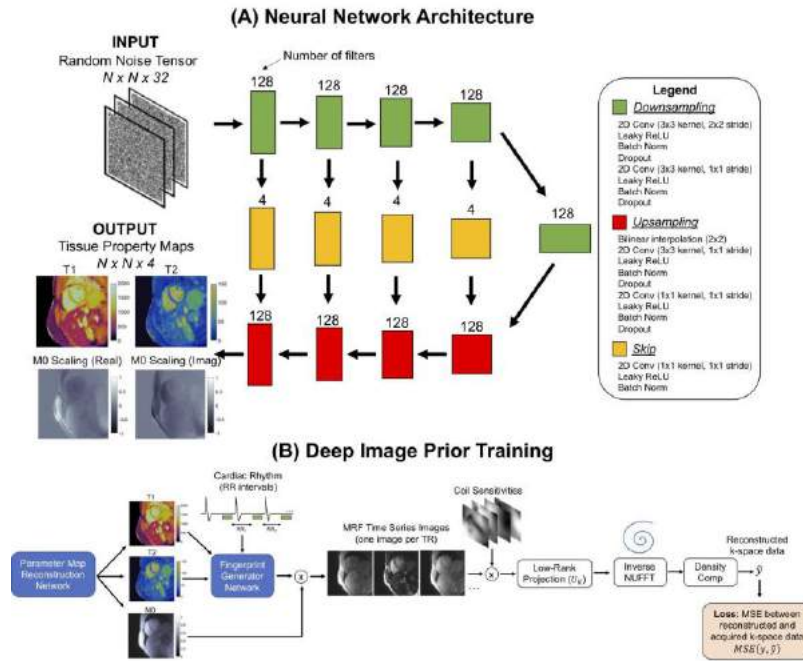 (A) Neural Network Architecture
INPUT
Random Noise Tensor
N x N x 32
Number of filters
128
128
128
128
4
4
4
4
128
128
128
128
128
OUTPUT
Tissue Property Maps
N x N x 4
T1
T2
M0 Scaling (Real)
M0 Scaling (Imag)
Legend
Downsampling
2D Conv (3x3 kernel, 2x2 stride)
Leaky ReLU
Batch Norm
Dropout
2D Conv (3x3 kernel, 1x1 stride)
Leaky ReLU
Batch Norm
Dropout
Upsampling
Bilinear interpolation (2x2)
2D Conv (3x3 kernel, 1x1 stride)
Leaky ReLU
Batch Norm
Dropout
2D Conv (1x1 kernel, 1x1 stride)
Leaky ReLU
Batch Norm
Dropout
Skip
2D Conv (1x1 kernel, 1x1 stride)
Leaky ReLU
Batch Norm
(B) Deep Image Prior Training
Parameter Map
Reconstruction
Network
T1
T2
M0
Cardiac Rhythm
(RR intervals)
...
Fingerprint
Generator
Network
x
MRF Time Series Images
(one image per TR)
...
Coil Sensitivities
x
Low-Rank
Projection (U_K)
Inverse
NUFFT
Density
Comp
Reconstructed
k-space data
ŷ
Loss: MSE between
reconstructed and
acquired k-space data
MSE(y, ŷ)